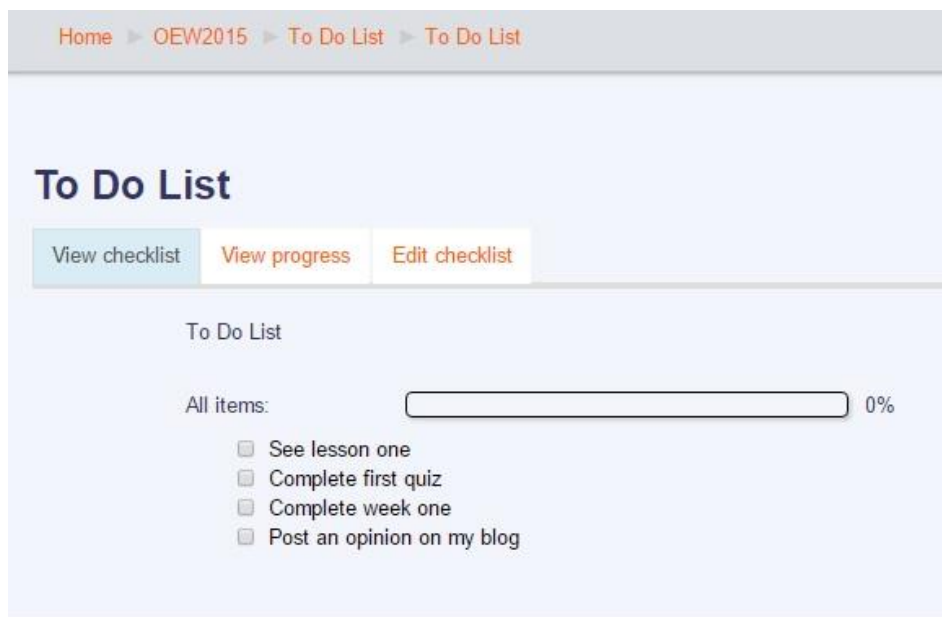 Home ► OEW2015 ► To Do List ► To Do List
To Do List
View checklist View progress Edit checklist
To Do List
All items: 0%
See lesson one
Complete first quiz
Complete week one
Post an opinion on my blog